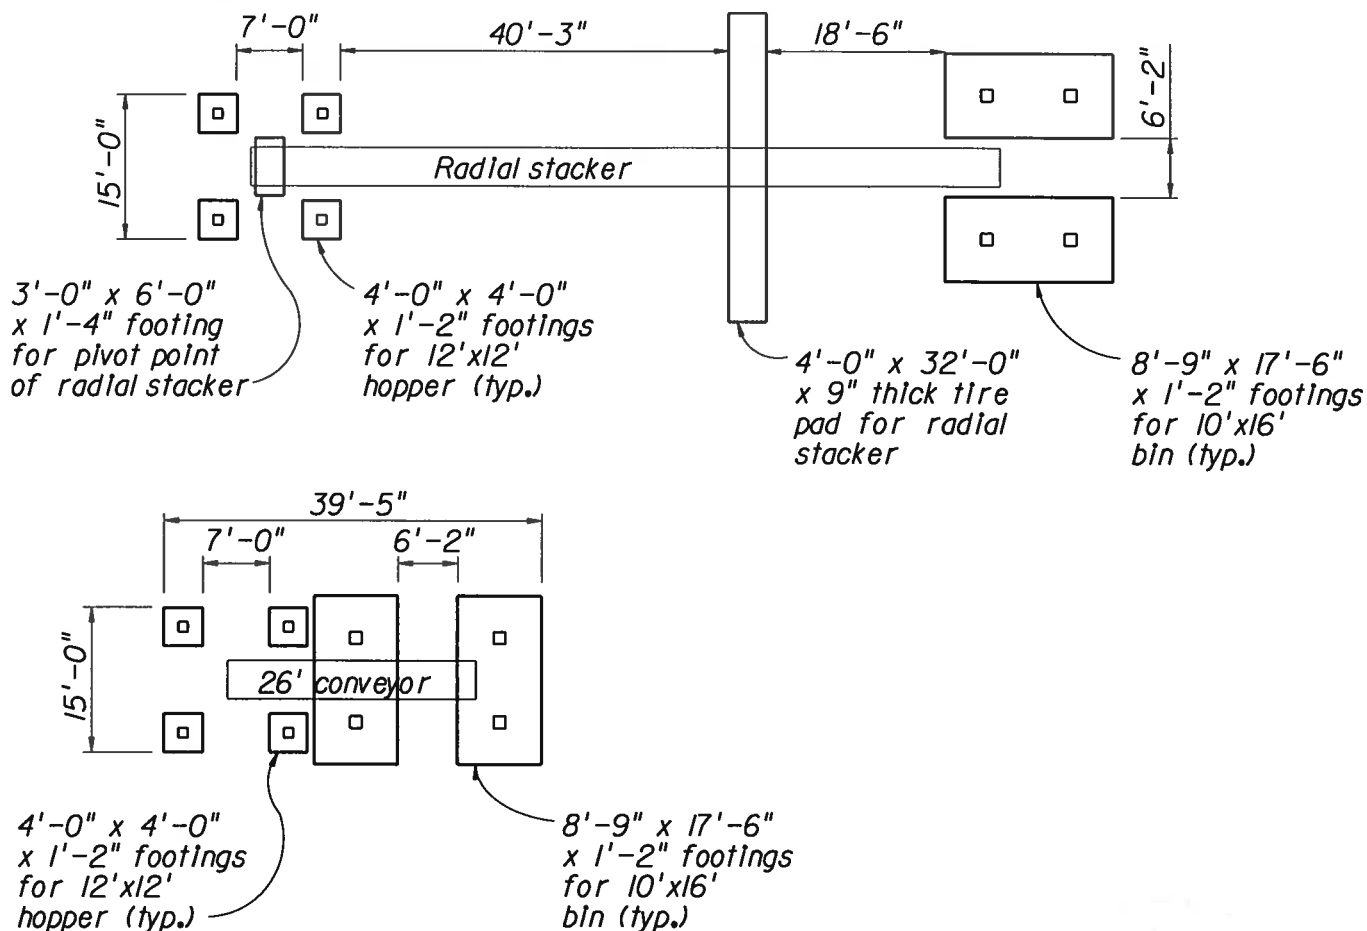 7'-0"
40'-3"
18'-6"
6'-2"
15'-0"
Radial stacker
3'-0" x 6'-0"
x 1'-4" footing
for pivot point
of radial stacker
4'-0" x 4'-0"
x 1'-2" footings
for 12'x12'
hopper (typ.)
4'-0" x 32'-0"
x 9" thick tire
pad for radial
stacker
8'-9" x 17'-6"
x 1'-2" footings
for 10'x16'
bin (typ.)
39'-5"
7'-0"
6'-2"
15'-0"
26' conveyor
4'-0" x 4'-0"
x 1'-2" footings
for 12'x12'
hopper (typ.)
8'-9" x 17'-6"
x 1'-2" footings
for 10'x16'
bin (typ.)